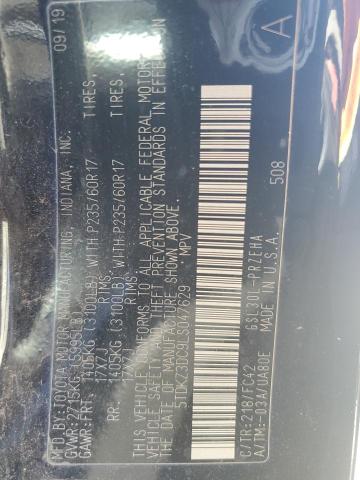 MFD.BY:TOYOTA MOTOR MANUFACTURING, INDIANA, INC. 09/19
GVWR:2715KG(5995LB)
GAWR:FRT. 1405KG (3100LB) WITH P235/60R17 TIRES,
17X7J RIMS,
RR. 1405KG (3100LB) WITH P235/60R17 TIRES,
17X7J RIMS,
THIS VEHICLE CONFORMS TO ALL APPLICABLE FEDERAL MOTOR
VEHICLE SAFETY, THEFT PREVENTION STANDARDS IN EFFECT
ON THE DATE OF MANUFACTURE SHOWN ABOVE.
5TDKZ3DC9LS047629 MPV
508
C/TR:218/FC42 GSL30L-PRZEHA
A/TM:-03A/UA80E MADE IN U.S.A.
A